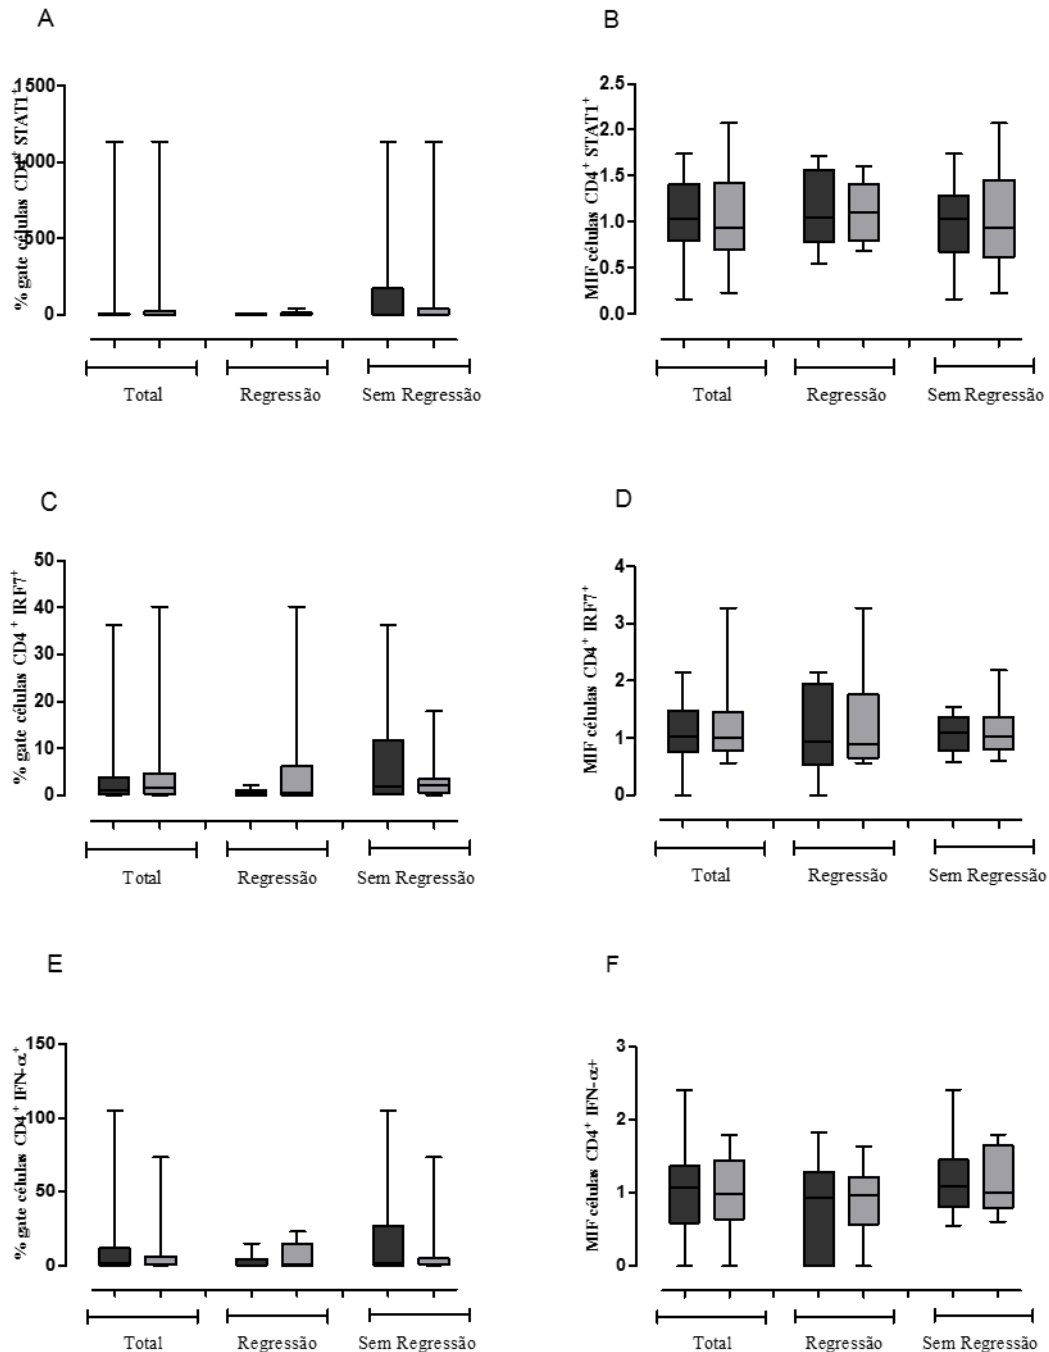 A
% gate células CD4⁺ STAT1⁺
1500
1000
500
0
Total
Regressão
Sem Regressão
B
MIF células CD4⁺ STAT1⁺
2.5
2.0
1.5
1.0
0.5
0.0
Total
Regressão
Sem Regressão
C
% gate células CD4 ⁺ IRF7⁺
50
40
30
20
10
0
Total
Regressão
Sem Regressão
D
MIF células CD4⁺ IRF7⁺
4
3
2
1
0
Total
Regressão
Sem Regressão
E
% gate células CD4⁺ IFN-α⁺
150
100
50
0
Total
Regressão
Sem Regressão
F
MIF células CD4⁺ IFN-α+
3
2
1
0
Total
Regressão
Sem Regressão